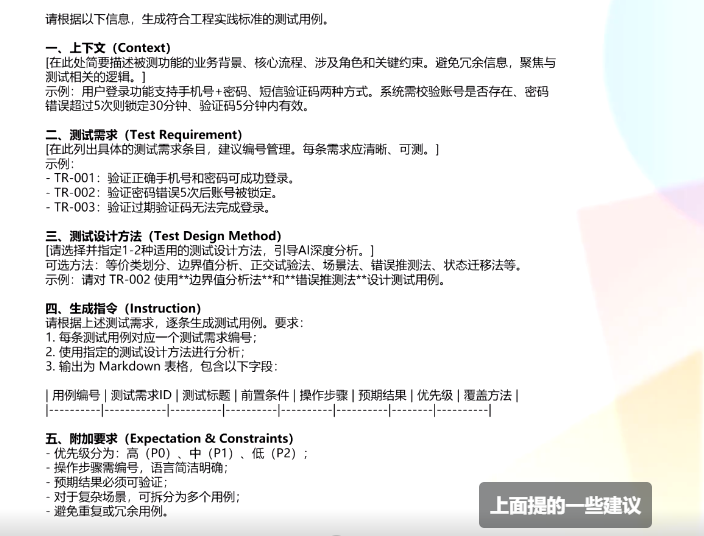 请根据以下信息，生成符合工程实践标准的测试用例。
一、上下文（Context）
[在此处简要描述被测功能的业务背景、核心流程、涉及角色和关键约束。避免冗余信息，聚焦与
测试相关的逻辑。]
示例：用户登录功能支持手机号+密码、短信验证码两种方式。系统需校验账号是否存在、密码
错误超过5次则锁定30分钟、验证码5分钟内有效。
二、测试需求（Test Requirement）
[在此列出具体的测试需求条目，建议编号管理。每条需求应清晰、可测。]
示例：
- TR-001：验证正确手机号和密码可成功登录。
- TR-002：验证密码错误5次后账号被锁定。
- TR-003：验证过期验证码无法完成登录。
三、测试设计方法（Test Design Method）
[请选择并指定1-2种适用的测试设计方法，引导AI深度分析。]
可选方法：等价类划分、边界值分析、正交试验法、场景法、错误推测法、状态迁移法等。
示例：请对 TR-002 使用**边界值分析法**和**错误推测法**设计测试用例。
四、生成指令（Instruction）
请根据上述测试需求，逐条生成测试用例。要求：
1. 每条测试用例对应一个测试需求编号；
2. 使用指定的测试设计方法进行分析；
3. 输出为 Markdown 表格，包含以下字段：
| 用例编号 | 测试需求ID | 测试标题 | 前置条件 | 操作步骤 | 预期结果 | 优先级 | 覆盖方法 |
|----------|------------|----------|----------|----------|----------|--------|----------|
五、附加要求（Expectation & Constraints）
- 优先级分为：高（P0）、中（P1）、低（P2）；
- 操作步骤需编号，语言简洁明确；
- 预期结果必须可验证；
- 对于复杂场景，可拆分为多个用例；
- 避免重复或冗余用例。
上面提的一些建议